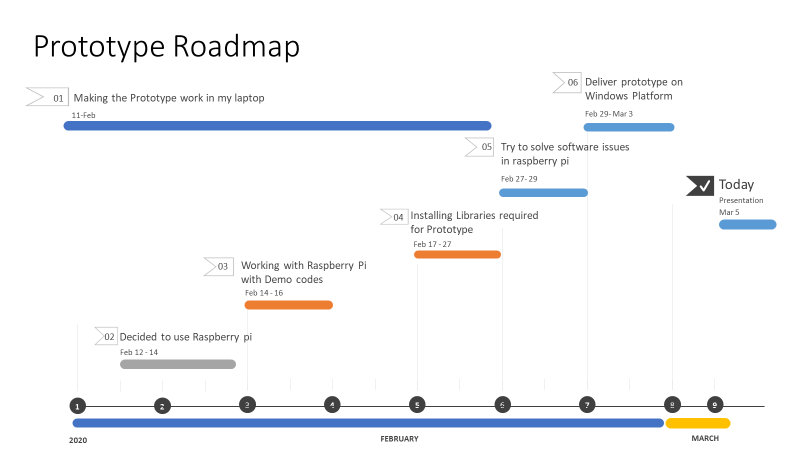 Prototype Roadmap
01
Making the Prototype work in my laptop
11-Feb
06
Deliver prototype on
Windows Platform
Feb 29- Mar 3
05
Try to solve software issues
in raspberry pi
Feb 27- 29
Today
Presentation
Mar 5
04
Installing Libraries required
for Prototype
Feb 17 - 27
03
Working with Raspberry Pi
with Demo codes
Feb 14 - 16
02
Decided to use Raspberry pi
Feb 12 - 14
1 2 3 4 5 6 7 8 9
2020 FEBRUARY MARCH